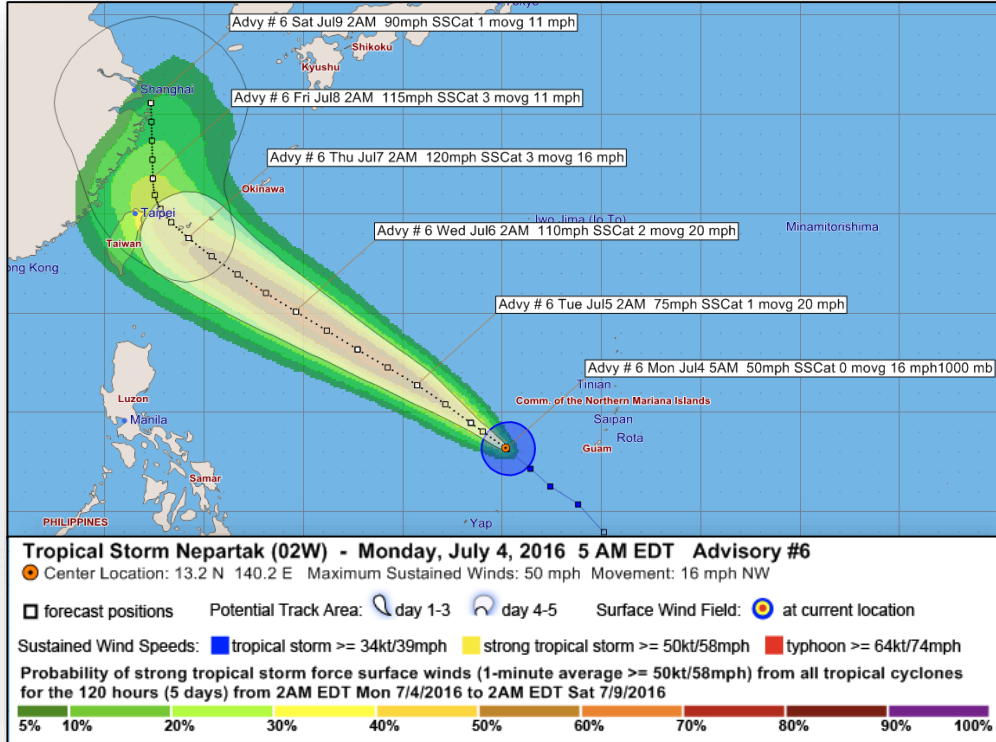 Tokyo
Advy # 6 Sat Jul9 2AM 90mph SSCat 1 movg 11 mph
Shikoku
Kyushu
Shanghai
Advy # 6 Fri Jul8 2AM 115mph SSCat 3 movg 11 mph
Advy # 6 Thu Jul7 2AM 120mph SSCat 3 movg 16 mph
Okinawa
Taipei
Iwo Jima (Io To)
Minamitorishima
Advy # 6 Wed Jul6 2AM 110mph SSCat 2 movg 20 mph
Taiwan
ong Kong
Advy # 6 Tue Jul5 2AM 75mph SSCat 1 movg 20 mph
Advy # 6 Mon Jul4 5AM 50mph SSCat 0 movg 16 mph1000 mb
Tinian
Luzon
Comm. of the Northern Mariana Islands
Manila
Saipan
Rota
Guam
Samar
PHILIPPINES
Yap
Tropical Storm Nepartak (02W) - Monday, July 4, 2016 5 AM EDT Advisory #6
Center Location: 13.2 N 140.2 E Maximum Sustained Winds: 50 mph Movement: 16 mph NW
forecast positions Potential Track Area: day 1-3 day 4-5 Surface Wind Field: at current location
Sustained Wind Speeds: tropical storm >= 34kt/39mph strong tropical storm >= 50kt/58mph typhoon >= 64kt/74mph
Probability of strong tropical storm force surface winds (1-minute average >= 50kt/58mph) from all tropical cyclones
for the 120 hours (5 days) from 2AM EDT Mon 7/4/2016 to 2AM EDT Sat 7/9/2016
5% 10% 20% 30% 40% 50% 60% 70% 80% 90% 100%